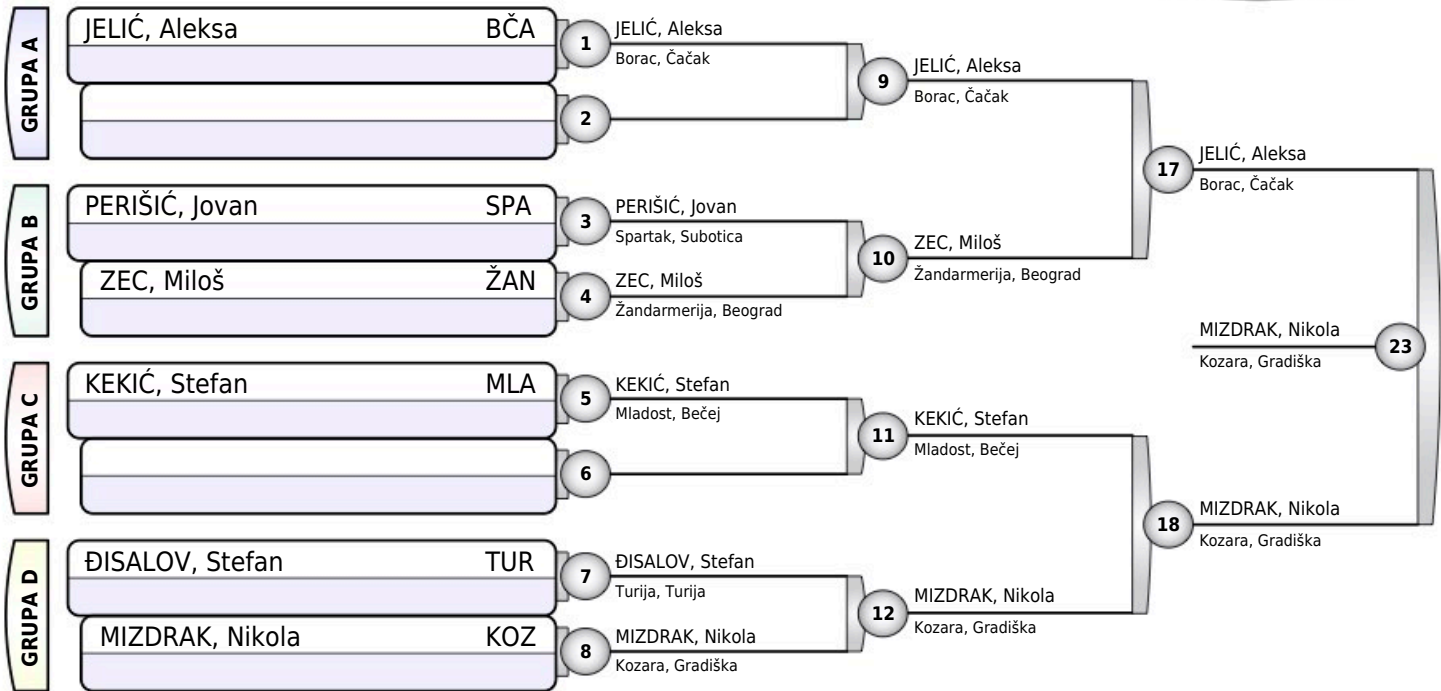 GRUPA A
JELIĆ, Aleksa BČA
1
JELIĆ, Aleksa
Borac, Čačak
2
9
JELIĆ, Aleksa
Borac, Čačak
GRUPA B
PERIŠIĆ, Jovan SPA
ZEC, Miloš ŽAN
3
PERIŠIĆ, Jovan
Spartak, Subotica
4
ZEC, Miloš
Žandarmerija, Beograd
10
ZEC, Miloš
Žandarmerija, Beograd
17
JELIĆ, Aleksa
Borac, Čačak
GRUPA C
KEKIĆ, Stefan MLA
5
KEKIĆ, Stefan
Mladost, Bečej
6
11
KEKIĆ, Stefan
Mladost, Bečej
GRUPA D
ĐISALOV, Stefan TUR
MIZDRAK, Nikola KOZ
7
ĐISALOV, Stefan
Turija, Turija
8
MIZDRAK, Nikola
Kozara, Gradiška
12
MIZDRAK, Nikola
Kozara, Gradiška
18
MIZDRAK, Nikola
Kozara, Gradiška
MIZDRAK, Nikola
Kozara, Gradiška
23